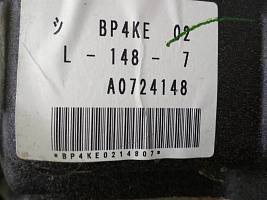 シ BP4KE 02
L - 148 - 7
A0724148
*BP4KE0214807*